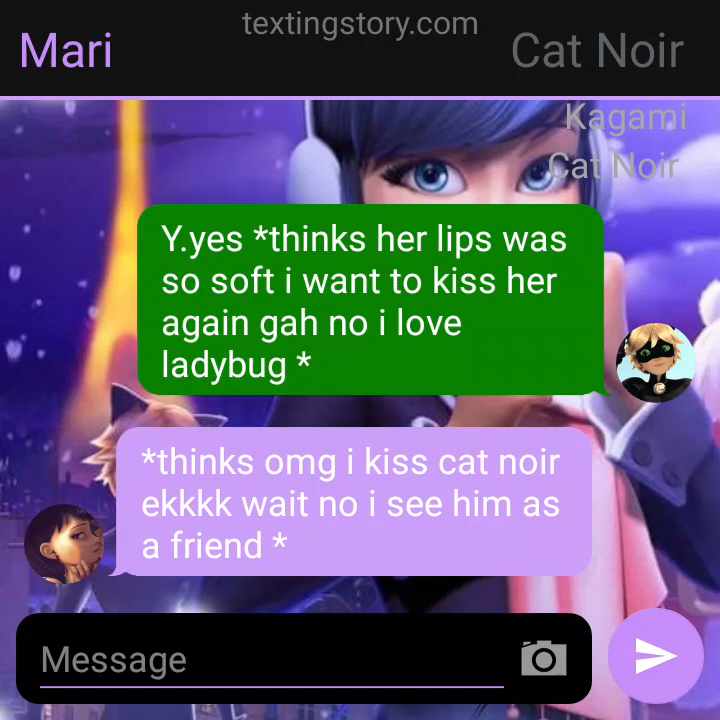 textingstory.com
Mari
Cat Noir
Kagami
Cat Noir
Y.yes *thinks her lips was
so soft i want to kiss her
again gah no i love
ladybug *
*thinks omg i kiss cat noir
ekkkk wait no i see him as
a friend *
Message